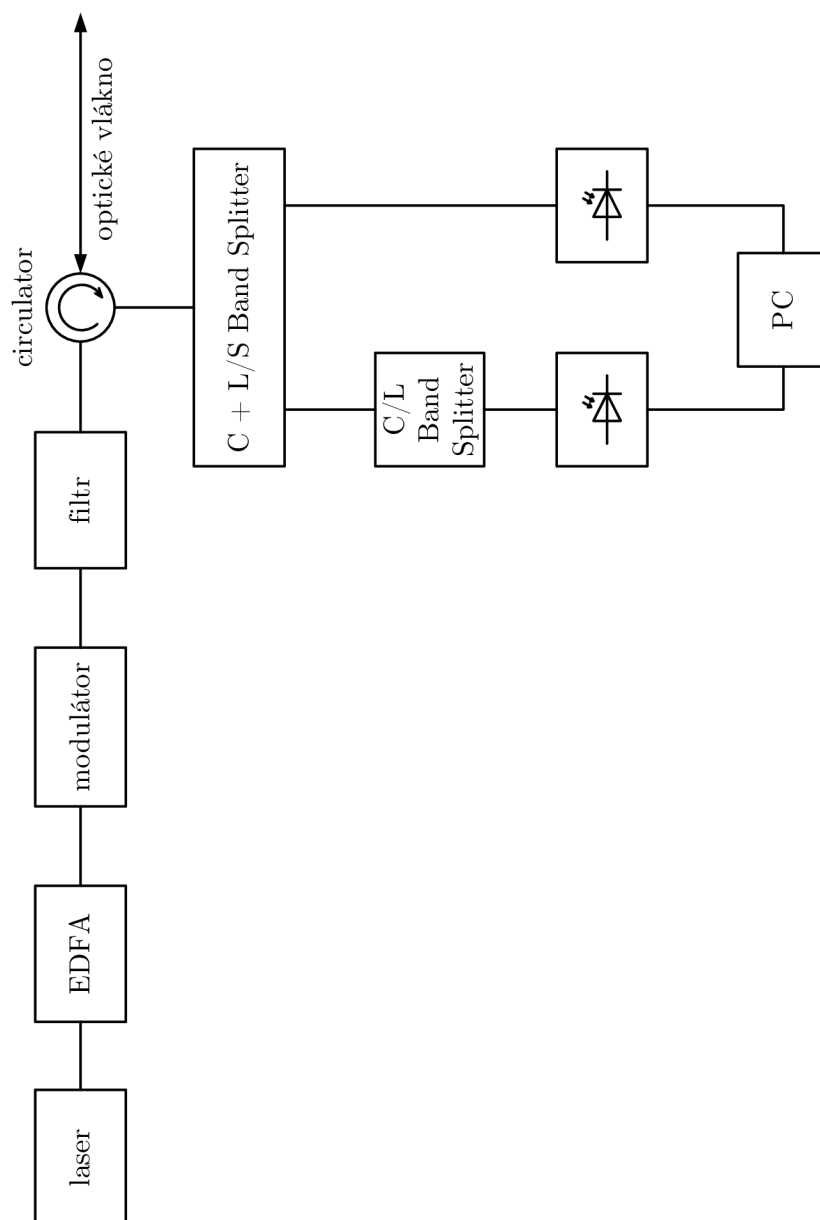 laser
EDFA
modulátor
filtr
circulator
optické vlákno
C + L/S Band Splitter
C/L
Band
Splitter
PC